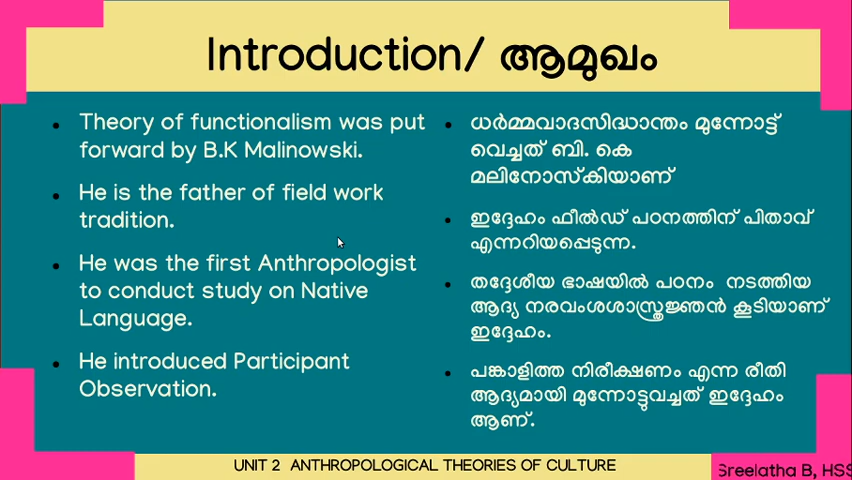 Introduction/ ആമുഖം
Theory of functionalism was put
forward by B.K Malinowski.
He is the father of field work
tradition.
He was the first Anthropologist
to conduct study on Native
Language.
He introduced Participant
Observation.
ധർമ്മവാദസിദ്ധാന്തം മുന്നോട്ട്
വെച്ചത് ബി. കെ
മലിനോസ്കിയാണ്
ഇദ്ദേഹം ഫീൽഡ് പഠനത്തിന് പിതാവ്
എന്നറിയപ്പെടുന്ന.
തദ്ദേശീയ ഭാഷയിൽ പഠനം നടത്തിയ
ആദ്യ നരവംശശാസ്ത്രജ്ഞൻ കൂടിയാണ്
ഇദ്ദേഹം.
പങ്കാളിത്ത നിരീക്ഷണം എന്ന രീതി
ആദ്യമായി മുന്നോട്ടുവച്ചത് ഇദ്ദേഹം
ആണ്.
UNIT 2 ANTHROPOLOGICAL THEORIES OF CULTURE
Sreelatha B, HSS